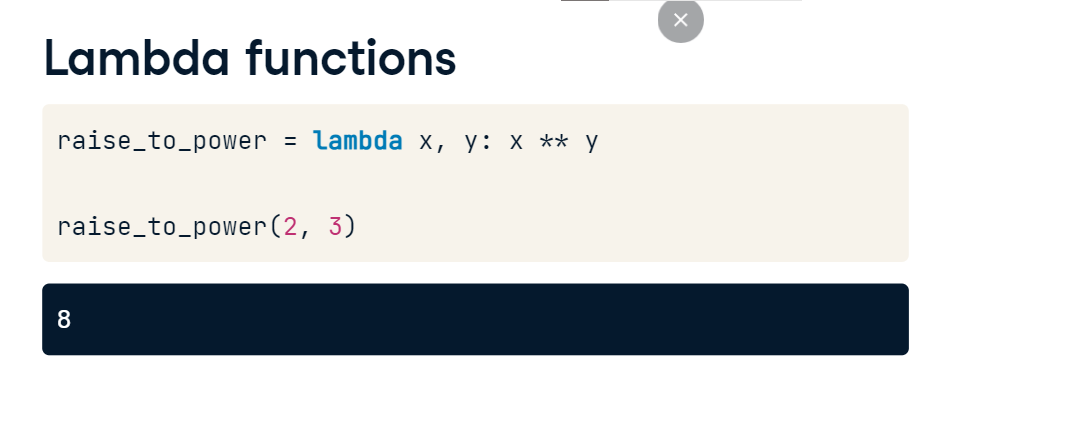 Lambda functions
raise_to_power = lambda x, y: x ** y
raise_to_power(2, 3)
8